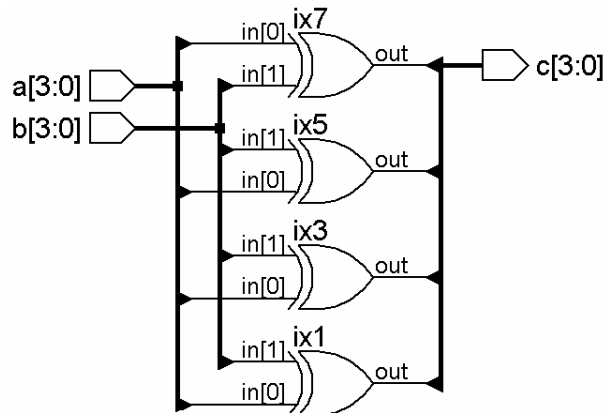 ix7
in[0]
out
in[1]
a[3:0]
c[3:0]
b[3:0]
ix5
in[1]
out
in[0]
ix3
in[1]
out
in[0]
ix1
in[1]
out
in[0]